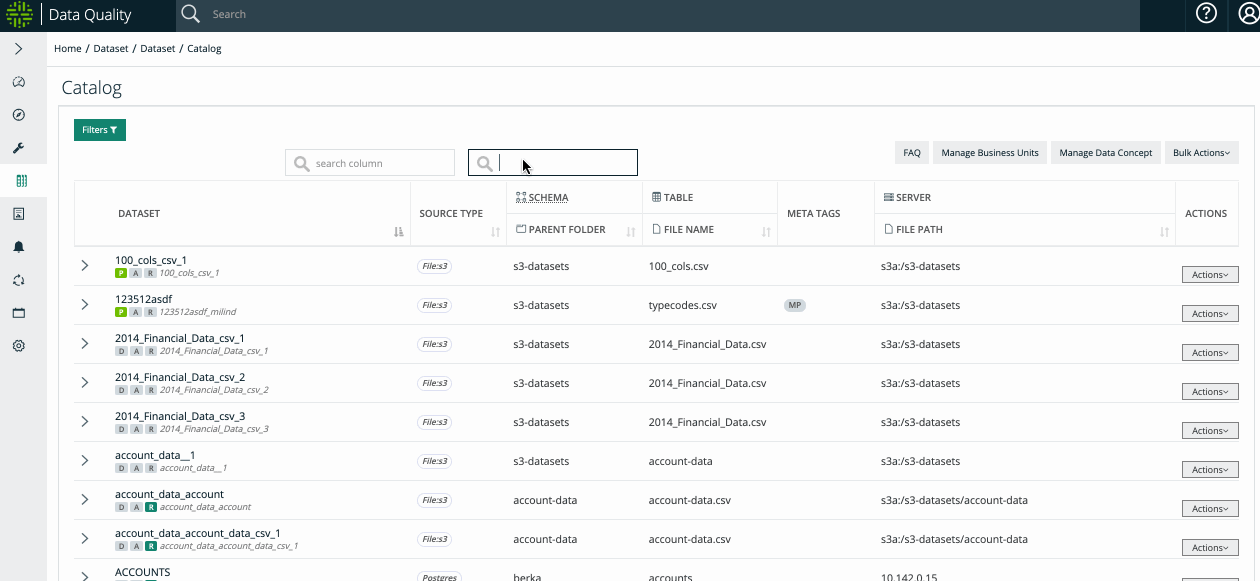 Data Quality
Search
Home / Dataset / Dataset / Catalog
Catalog
Filters
search column
FAQ
Manage Business Units
Manage Data Concept
Bulk Actions
DATASET
SOURCE TYPE
SCHEMA
PARENT FOLDER
TABLE
FILE NAME
META TAGS
SERVER
FILE PATH
ACTIONS
100_cols_csv_1
P A R 100_cols_csv_1
File:s3
s3-datasets
100_cols.csv
s3a:/s3-datasets
Actions
123512asdf
P A R 123512asdf_milind
File:s3
s3-datasets
typecodes.csv
MP
s3a:/s3-datasets
Actions
2014_Financial_Data_csv_1
D A R 2014_Financial_Data_csv_1
File:s3
s3-datasets
2014_Financial_Data.csv
s3a:/s3-datasets
Actions
2014_Financial_Data_csv_2
D A R 2014_Financial_Data_csv_2
File:s3
s3-datasets
2014_Financial_Data.csv
s3a:/s3-datasets
Actions
2014_Financial_Data_csv_3
D A R 2014_Financial_Data_csv_3
File:s3
s3-datasets
2014_Financial_Data.csv
s3a:/s3-datasets
Actions
account_data__1
D A R account_data__1
File:s3
s3-datasets
account-data
s3a:/s3-datasets
Actions
account_data_account
D A R account_data_account
File:s3
account-data
account-data.csv
s3a:/s3-datasets/account-data
Actions
account_data_account_data_csv_1
D A R account_data_account_data_csv_1
File:s3
account-data
account-data.csv
s3a:/s3-datasets/account-data
Actions
ACCOUNTS
Postgres
berka
accounts
10.142.0.15